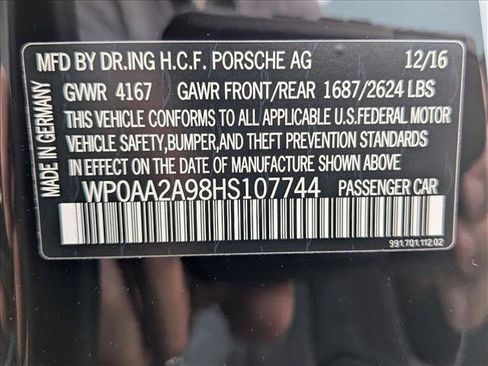 MFD BY DR.ING H.C.F. PORSCHE AG 12/16
GVWR 4167 GAWR FRONT/REAR 1687/2624 LBS
THIS VEHICLE CONFORMS TO ALL APPLICABLE U.S.FEDERAL MOTOR
VEHICLE SAFETY,BUMPER,AND THEFT PREVENTION STANDARDS
IN EFFECT ON THE DATE OF MANUFACTURE SHOWN ABOVE.
WP0AA2A98HS107744 PASSENGER CAR
991.701.112.02
MADE IN GERMANY